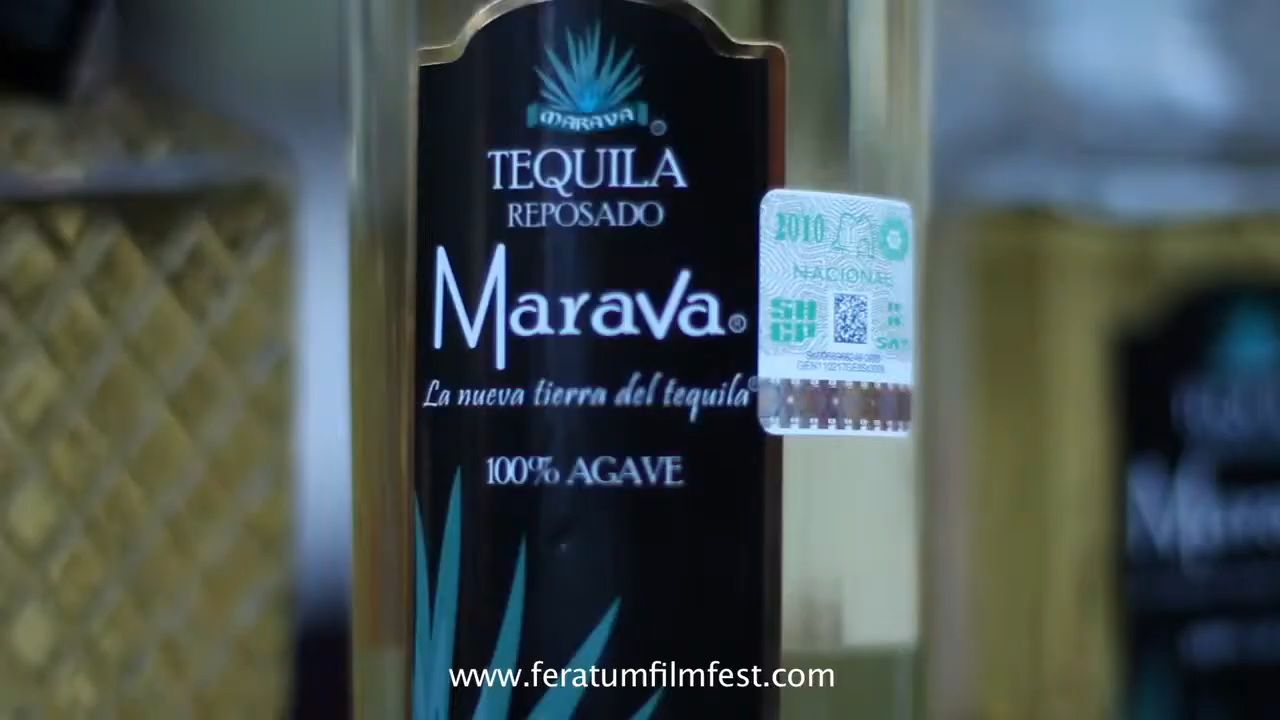 MARAVA ®
TEQUILA
REPOSADO
MaraVa®
La nueva tierra del tequila®
100% AGAVE
2010
NACIONAL
SH
CP
SAT
www.feratumfilmfest.com